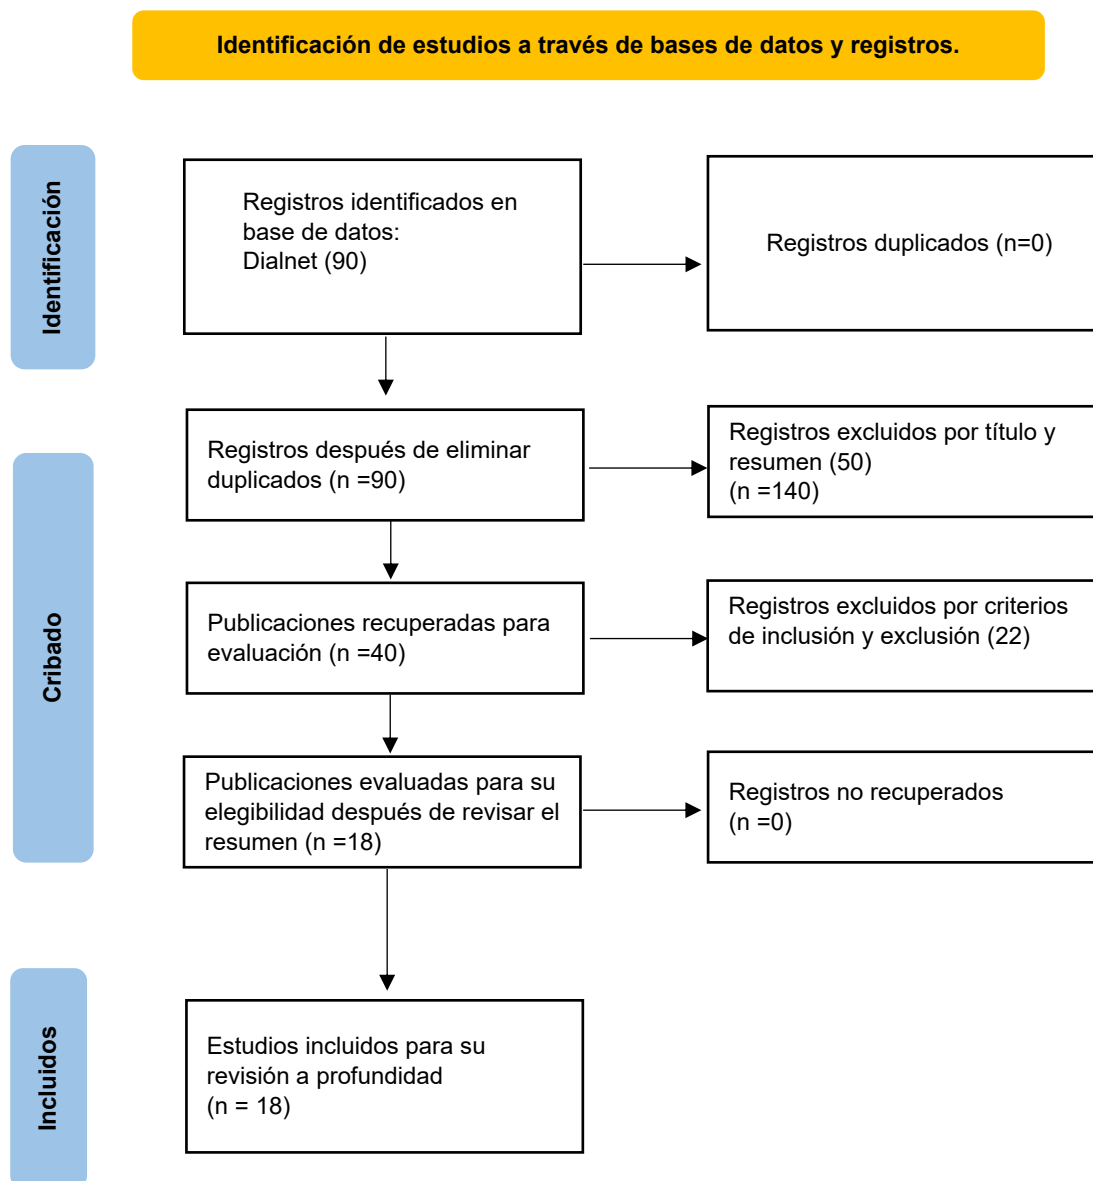 Identificación de estudios a través de bases de datos y registros.
Identificación
Registros identificados en
base de datos:
Dialnet (90)
Registros duplicados (n=0)
Cribado
Registros después de eliminar
duplicados (n =90)
Registros excluidos por título y
resumen (50)
(n =140)
Publicaciones recuperadas para
evaluación (n =40)
Registros excluidos por criterios
de inclusión y exclusión (22)
Publicaciones evaluadas para su
elegibilidad después de revisar el
resumen (n =18)
Registros no recuperados
(n =0)
Incluidos
Estudios incluidos para su
revisión a profundidad
(n = 18)